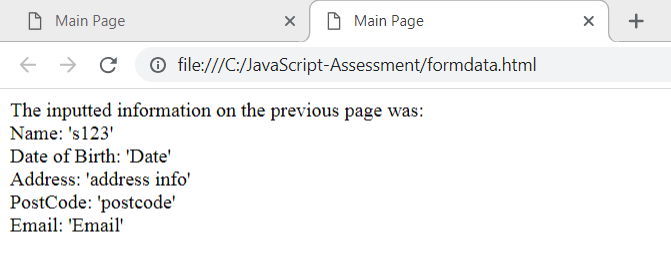 Main Page
Main Page
file:///C:/JavaScript-Assessment/formdata.html
The inputted information on the previous page was:
Name: 's123'
Date of Birth: 'Date'
Address: 'address info'
PostCode: 'postcode'
Email: 'Email'